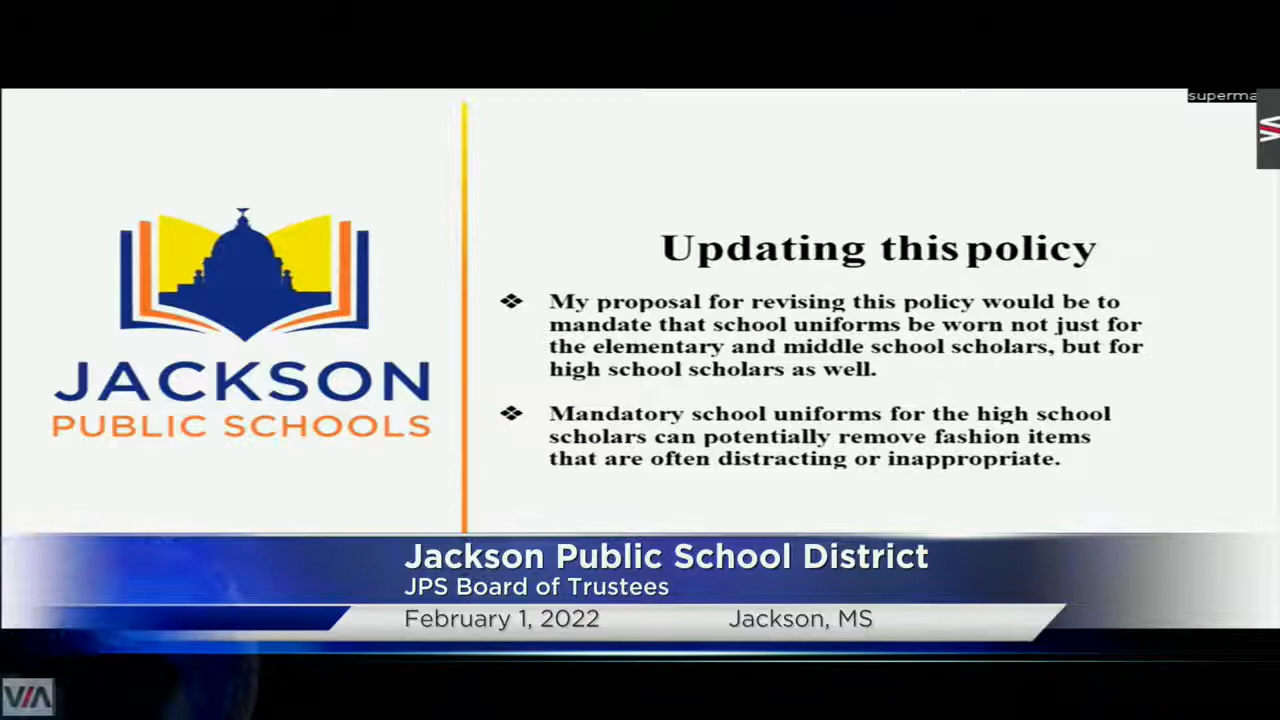 superma
VIA
Updating this policy
❖ My proposal for revising this policy would be to
mandate that school uniforms be worn not just for
the elementary and middle school scholars, but for
high school scholars as well.
❖ Mandatory school uniforms for the high school
scholars can potentially remove fashion items
that are often distracting or inappropriate.
JACKSON
PUBLIC SCHOOLS
Jackson Public School District
JPS Board of Trustees
February 1, 2022 Jackson, MS
VIA